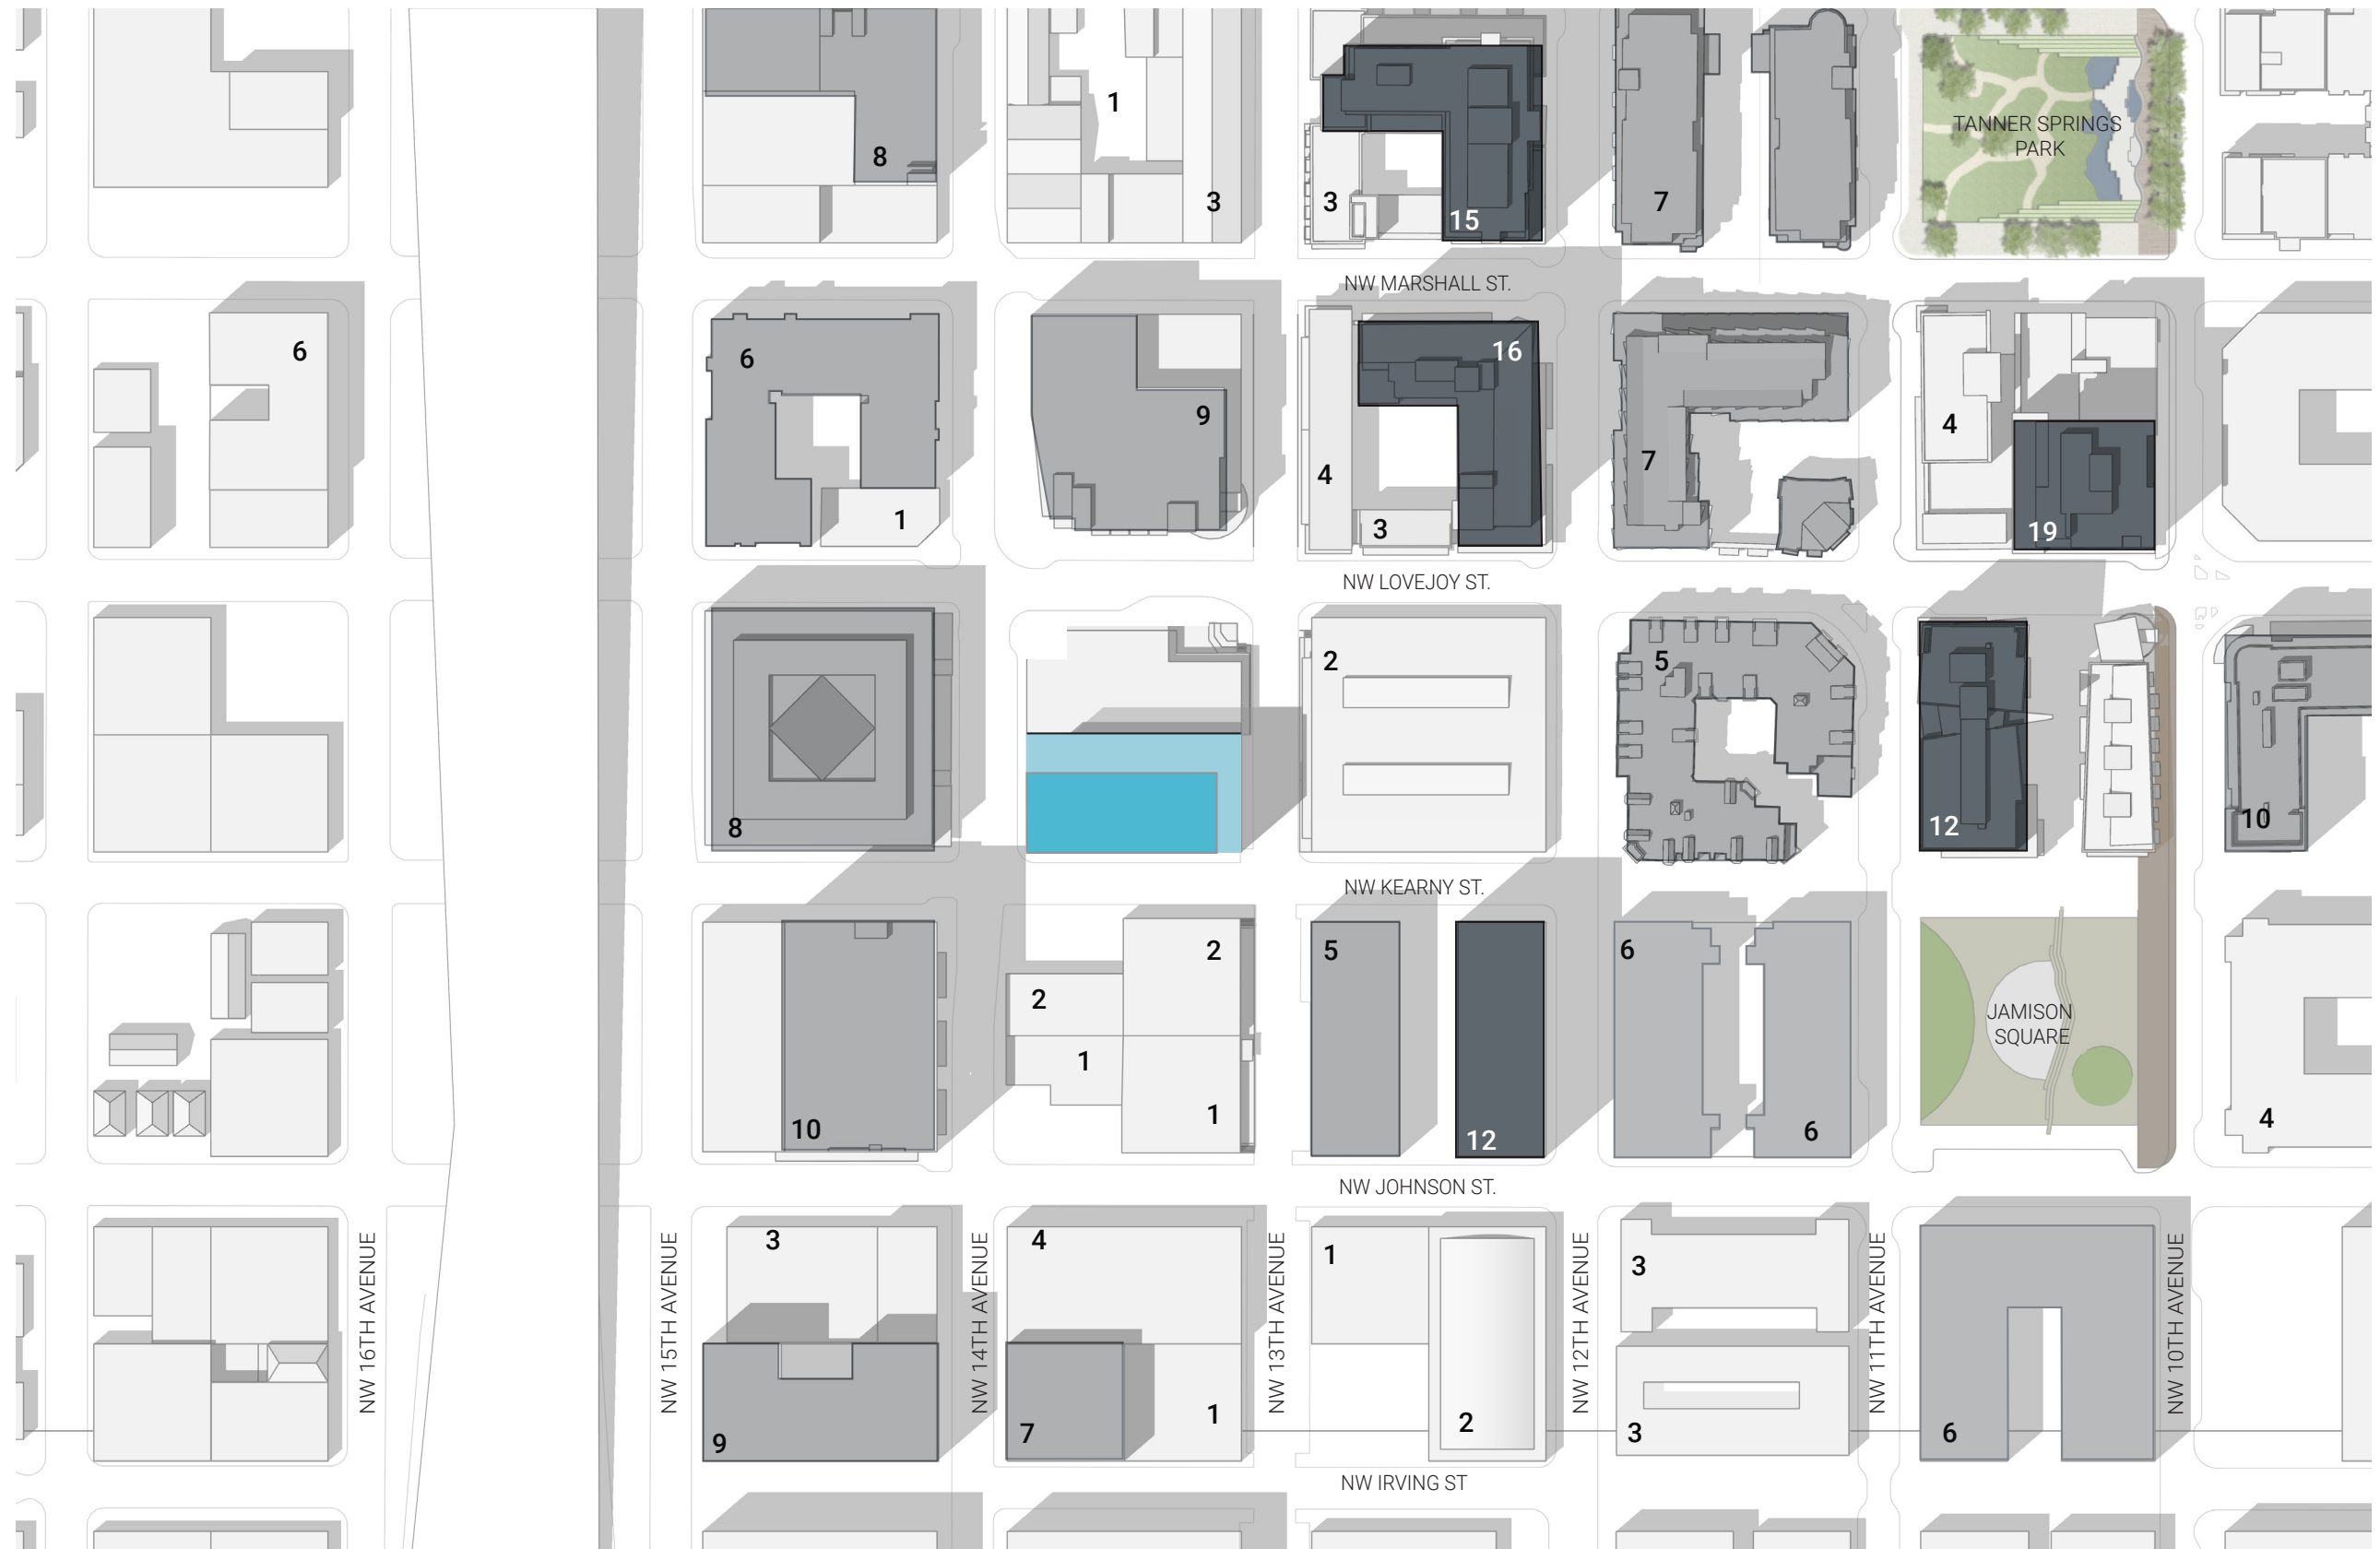 1
8
3
3
15
7
TANNER SPRINGS
PARK
NW MARSHALL ST.
6
6
1
9
4
16
3
7
4
19
NW LOVEJOY ST.
8
2
5
12
10
NW KEARNY ST.
10
2
2
1
1
5
12
6
6
JAMISON
SQUARE
4
NW JOHNSON ST.
NW 16TH AVENUE
NW 15TH AVENUE
3
9
NW 14TH AVENUE
4
7
1
NW 13TH AVENUE
1
2
NW 12TH AVENUE
3
3
NW 11TH AVENUE
6
NW 10TH AVENUE
NW IRVING ST